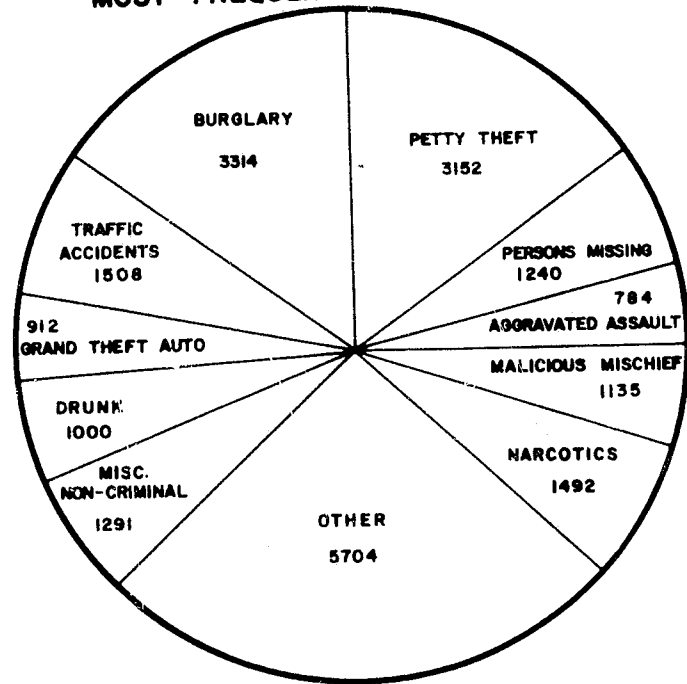 MOST
BURGLARY
3314
PETTY THEFT
3152
TRAFFIC
ACCIDENTS
1508
PERSONS MISSING
1240
784
AGGRAVATED ASSAULT
912
GRAND THEFT AUTO
MALICIOUS MISCHIEF
1135
DRUNK
1000
NARCOTICS
1492
MISC.
NON-CRIMINAL
1291
OTHER
5704